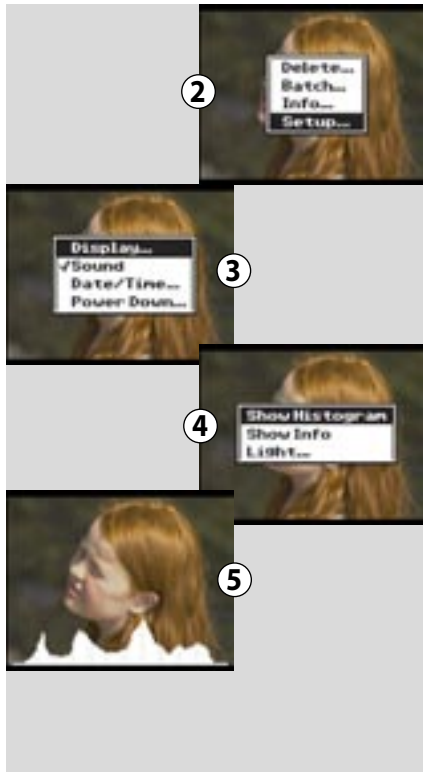 2
Delete...
Batch...
Info...
Setup...
Display...
√Sound
Date/Time...
Power Down...
3
4
Show Histogram
Show Info
Light...
5